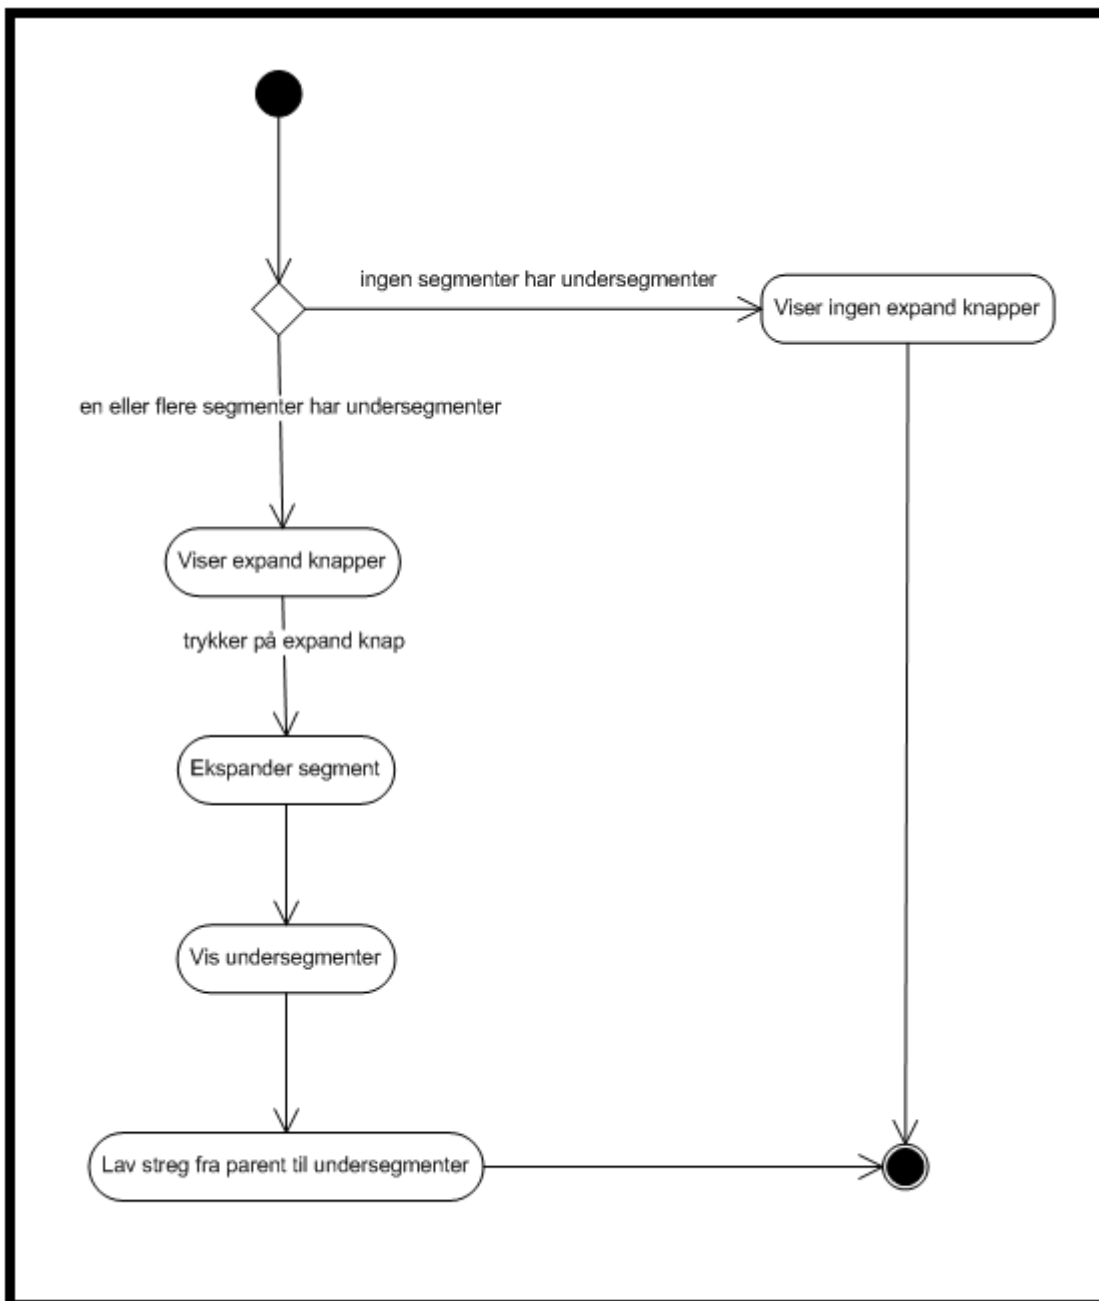 ingen segmenter har undersegmenter
Viser ingen expand knapper
en eller flere segmenter har undersegmenter
Viser expand knapper
trykker på expand knap
Ekspander segment
Vis undersegmenter
Lav streg fra parent til undersegmenter